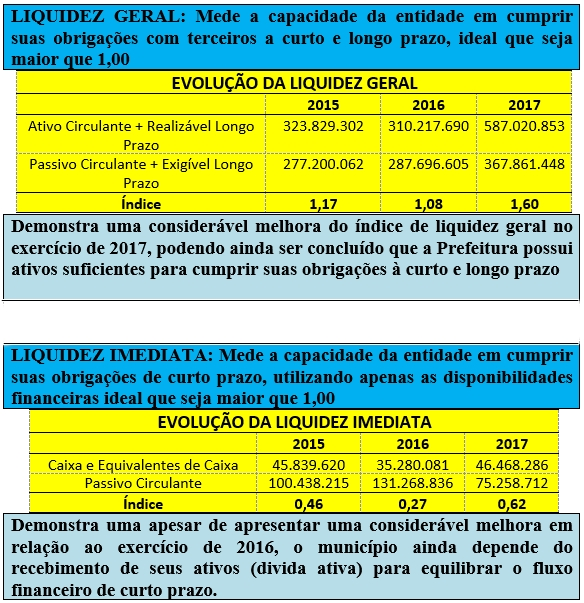 LIQUIDEZ GERAL: Mede a capacidade da entidade em cumprir
suas obrigações com terceiros a curto e longo prazo, ideal que seja
maior que 1,00
EVOLUÇÃO DA LIQUIDEZ GERAL
2015 2016 2017
Ativo Circulante + Realizável Longo
Prazo 323.829.302 310.217.690 587.020.853
Passivo Circulante + Exigível Longo
Prazo 277.200.062 287.696.605 367.861.448
Índice 1,17 1,08 1,60
Demonstra uma considerável melhora do índice de liquidez geral no
exercício de 2017, podendo ainda ser concluído que a Prefeitura possui
ativos suficientes para cumprir suas obrigações à curto e longo prazo
LIQUIDEZ IMEDIATA: Mede a capacidade da entidade em cumprir
suas obrigações de curto prazo, utilizando apenas as disponibilidades
financeiras ideal que seja maior que 1,00
EVOLUÇÃO DA LIQUIDEZ IMEDIATA
2015 2016 2017
Caixa e Equivalentes de Caixa 45.839.620 35.280.081 46.468.286
Passivo Circulante 100.438.215 131.268.836 75.258.712
Índice 0,46 0,27 0,62
Demonstra uma apesar de apresentar uma considerável melhora em
relação ao exercício de 2016, o município ainda depende do
recebimento de seus ativos (divida ativa) para equilibrar o fluxo
financeiro de curto prazo.